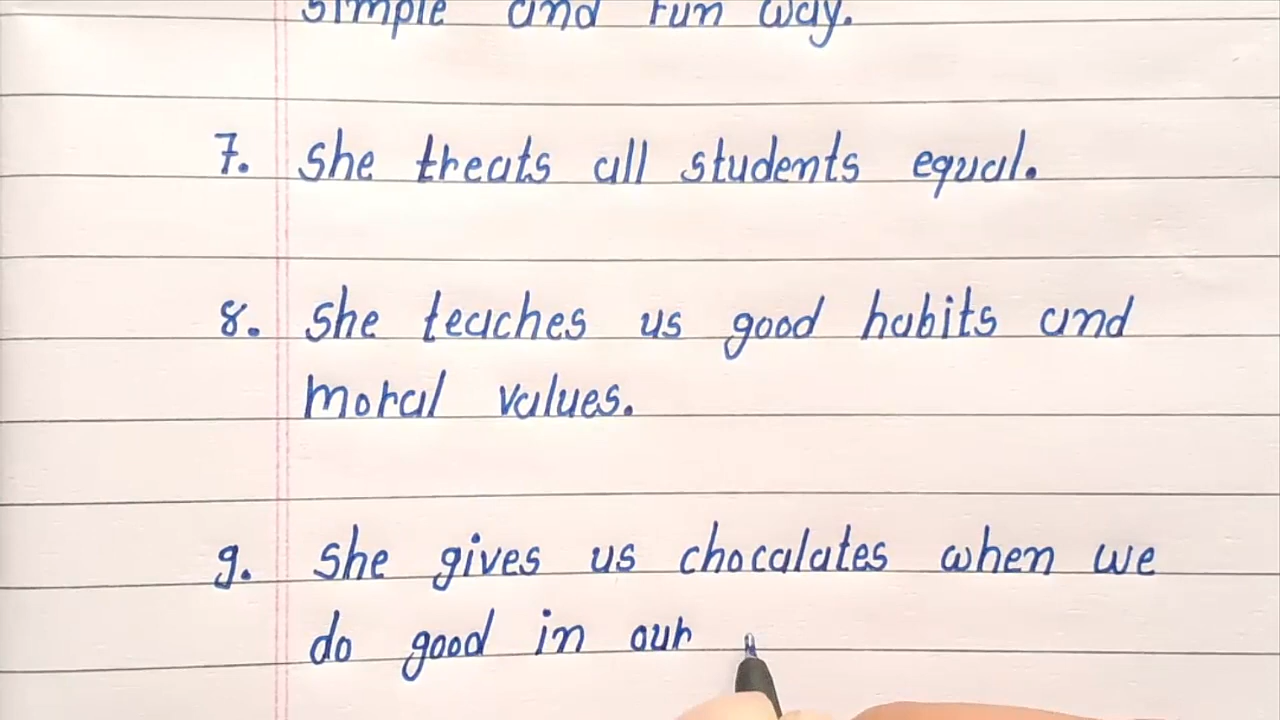 simple and fun way.
7. She treats all students equal.
8. She teaches us good habits and
moral values.
9. She gives us chocalates when we
do good in our